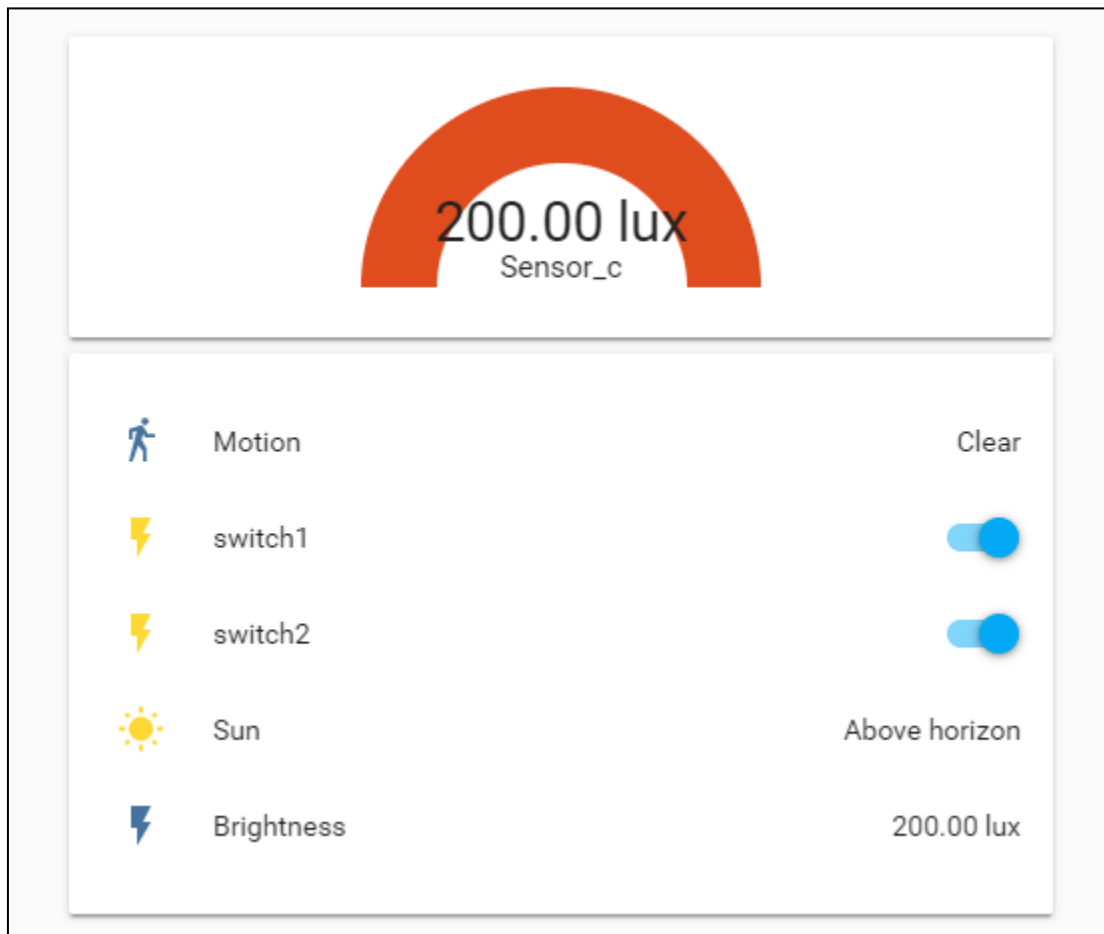 200.00 lux
Sensor_c
Motion Clear
switch1
switch2
Sun Above horizon
Brightness 200.00 lux